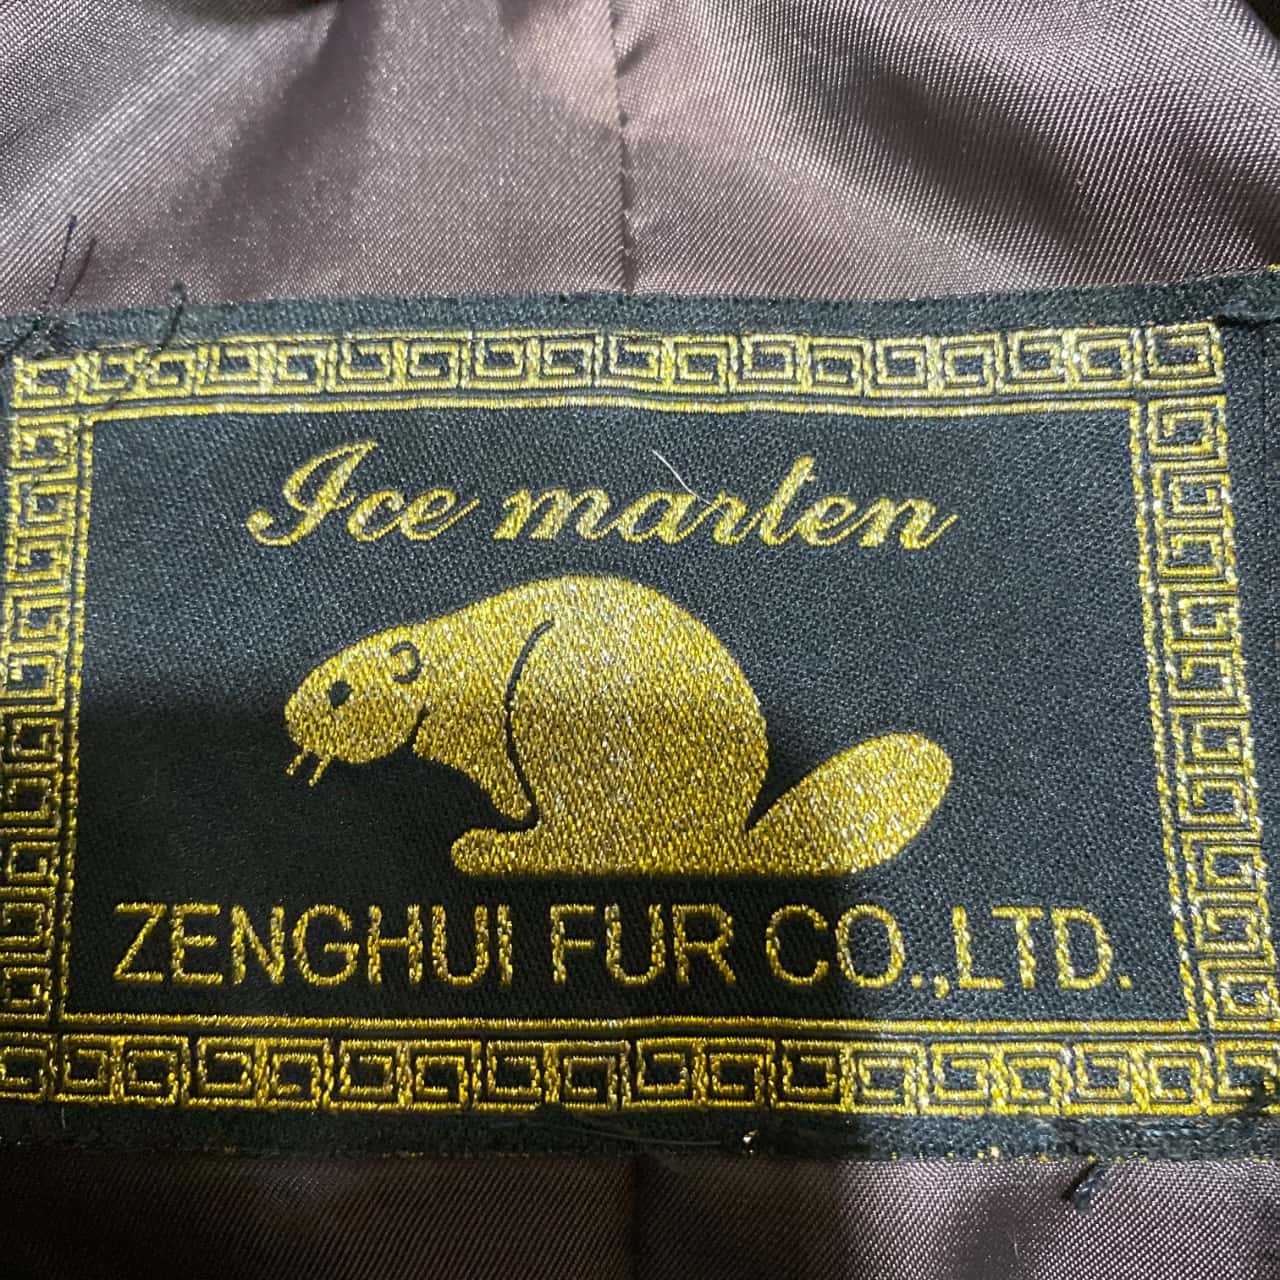 Ice marten
ZENGHUI FUR CO.,LTD.